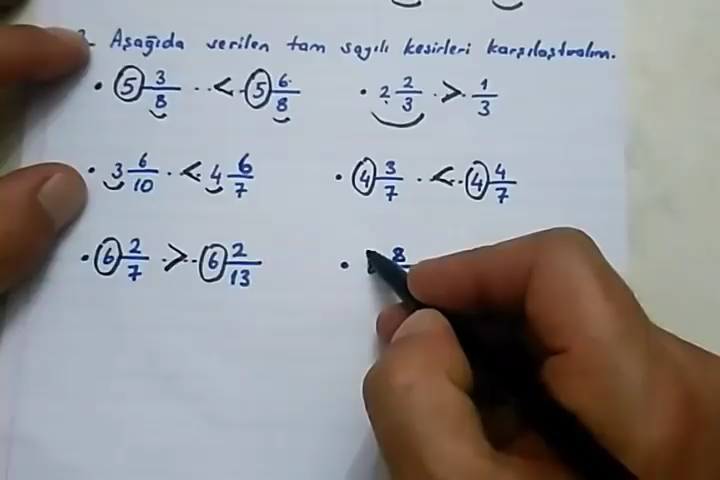 Aşağıda verilen tam sayılı kesirleri karşılaştıralım.
• 5 3/8 ..<.. 5 6/8 • 2 2/3 .>. 1/3
• 3 6/10 .<. 4 6/7 • 4 3/7 .<.. 4 4/7
• 6 2/7 ..>.. 6 2/13 • 8